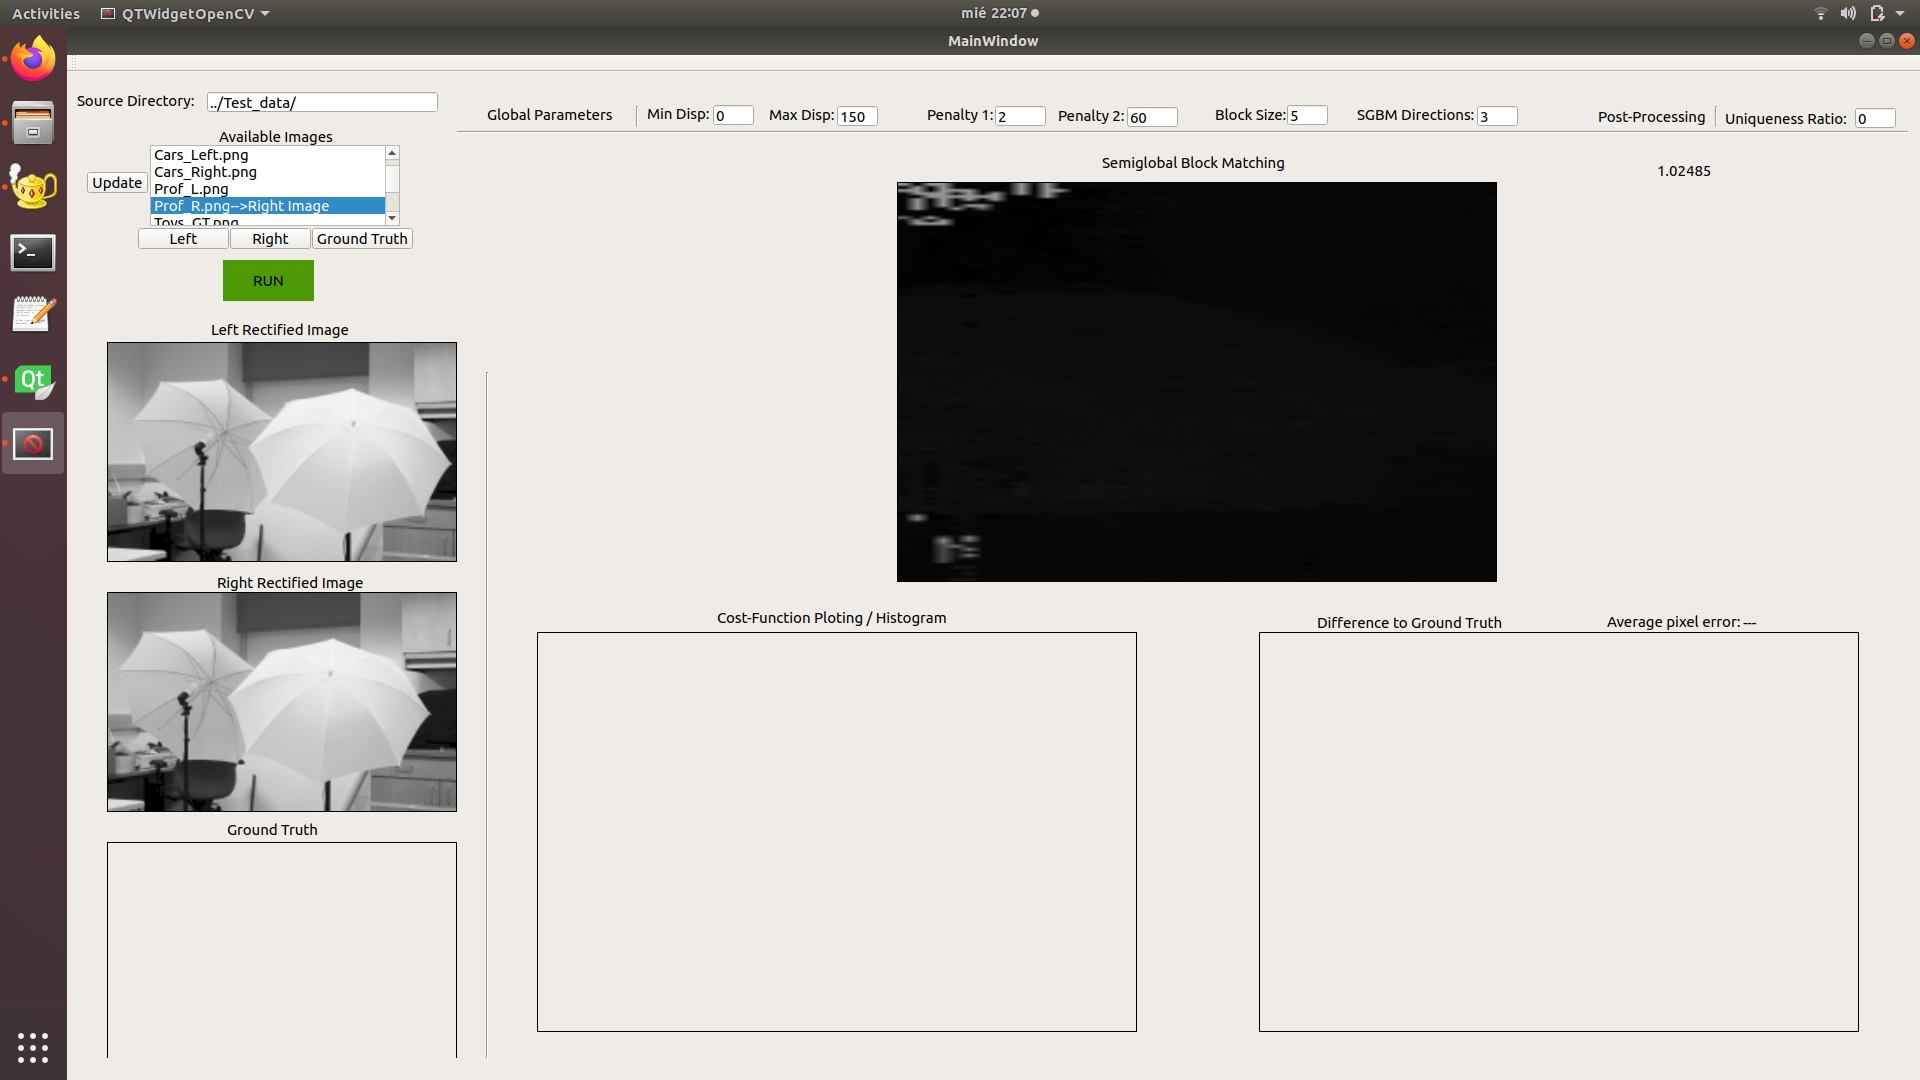 Activities QTWidgetOpenCV mié 22:07
MainWindow
Source Directory: ../Test_data/
Global Parameters Min Disp: 0 Max Disp: 150 Penalty 1: 2 Penalty 2: 60 Block Size: 5 SGBM Directions: 3 Post-Processing Uniqueness Ratio: 0
Available Images
Cars_Left.png
Cars_Right.png
Prof_L.png
Prof_R.png-->Right Image
Toys_GT.png
Update
Left Right Ground Truth
RUN
Semiglobal Block Matching
1.02485
Left Rectified Image
Right Rectified Image
Ground Truth
Cost-Function Ploting / Histogram
Difference to Ground Truth Average pixel error: ---
Qt